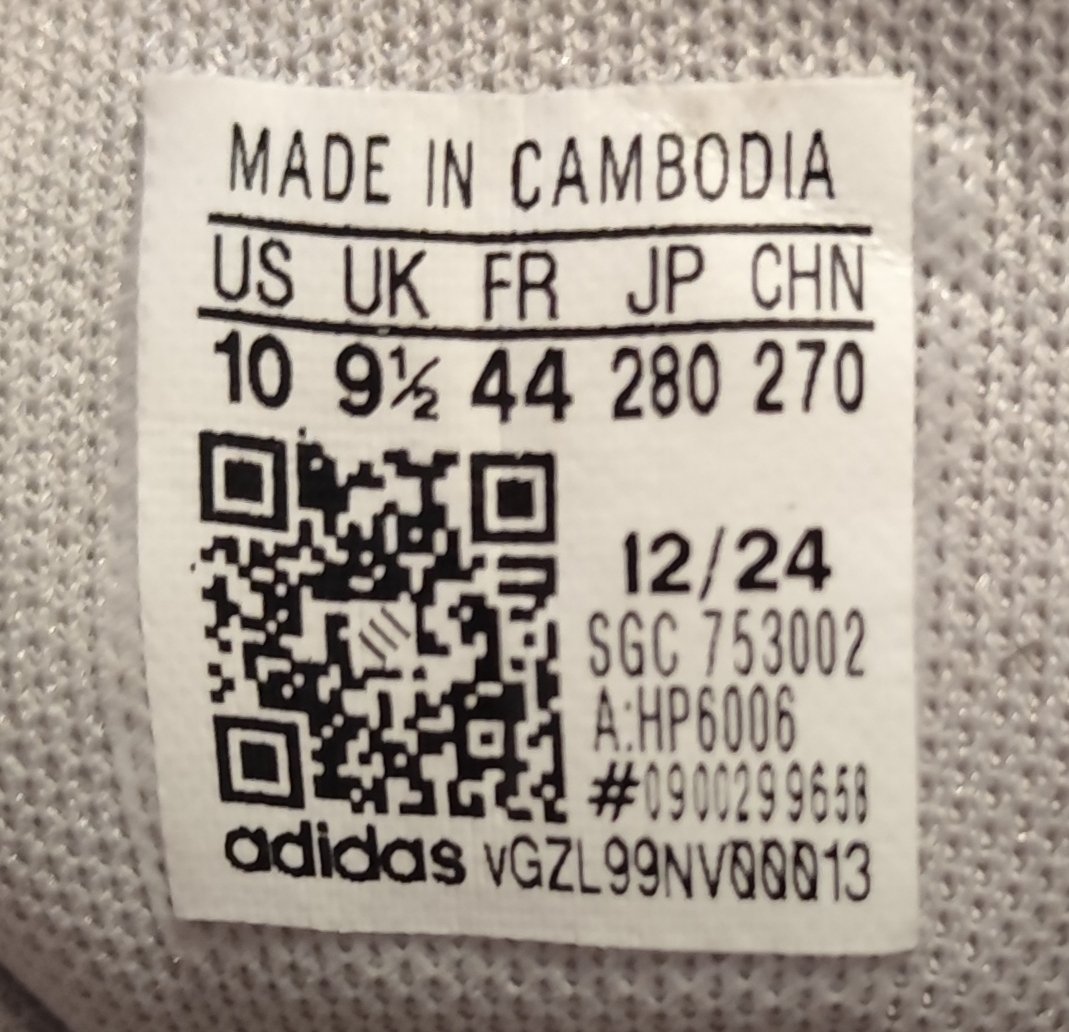 MADE IN CAMBODIA
US UK FR JP CHN
10 9½ 44 280 270
12/24
SGC 753002
A:HP6006
#0900299658
adidas vGZL99NV00013